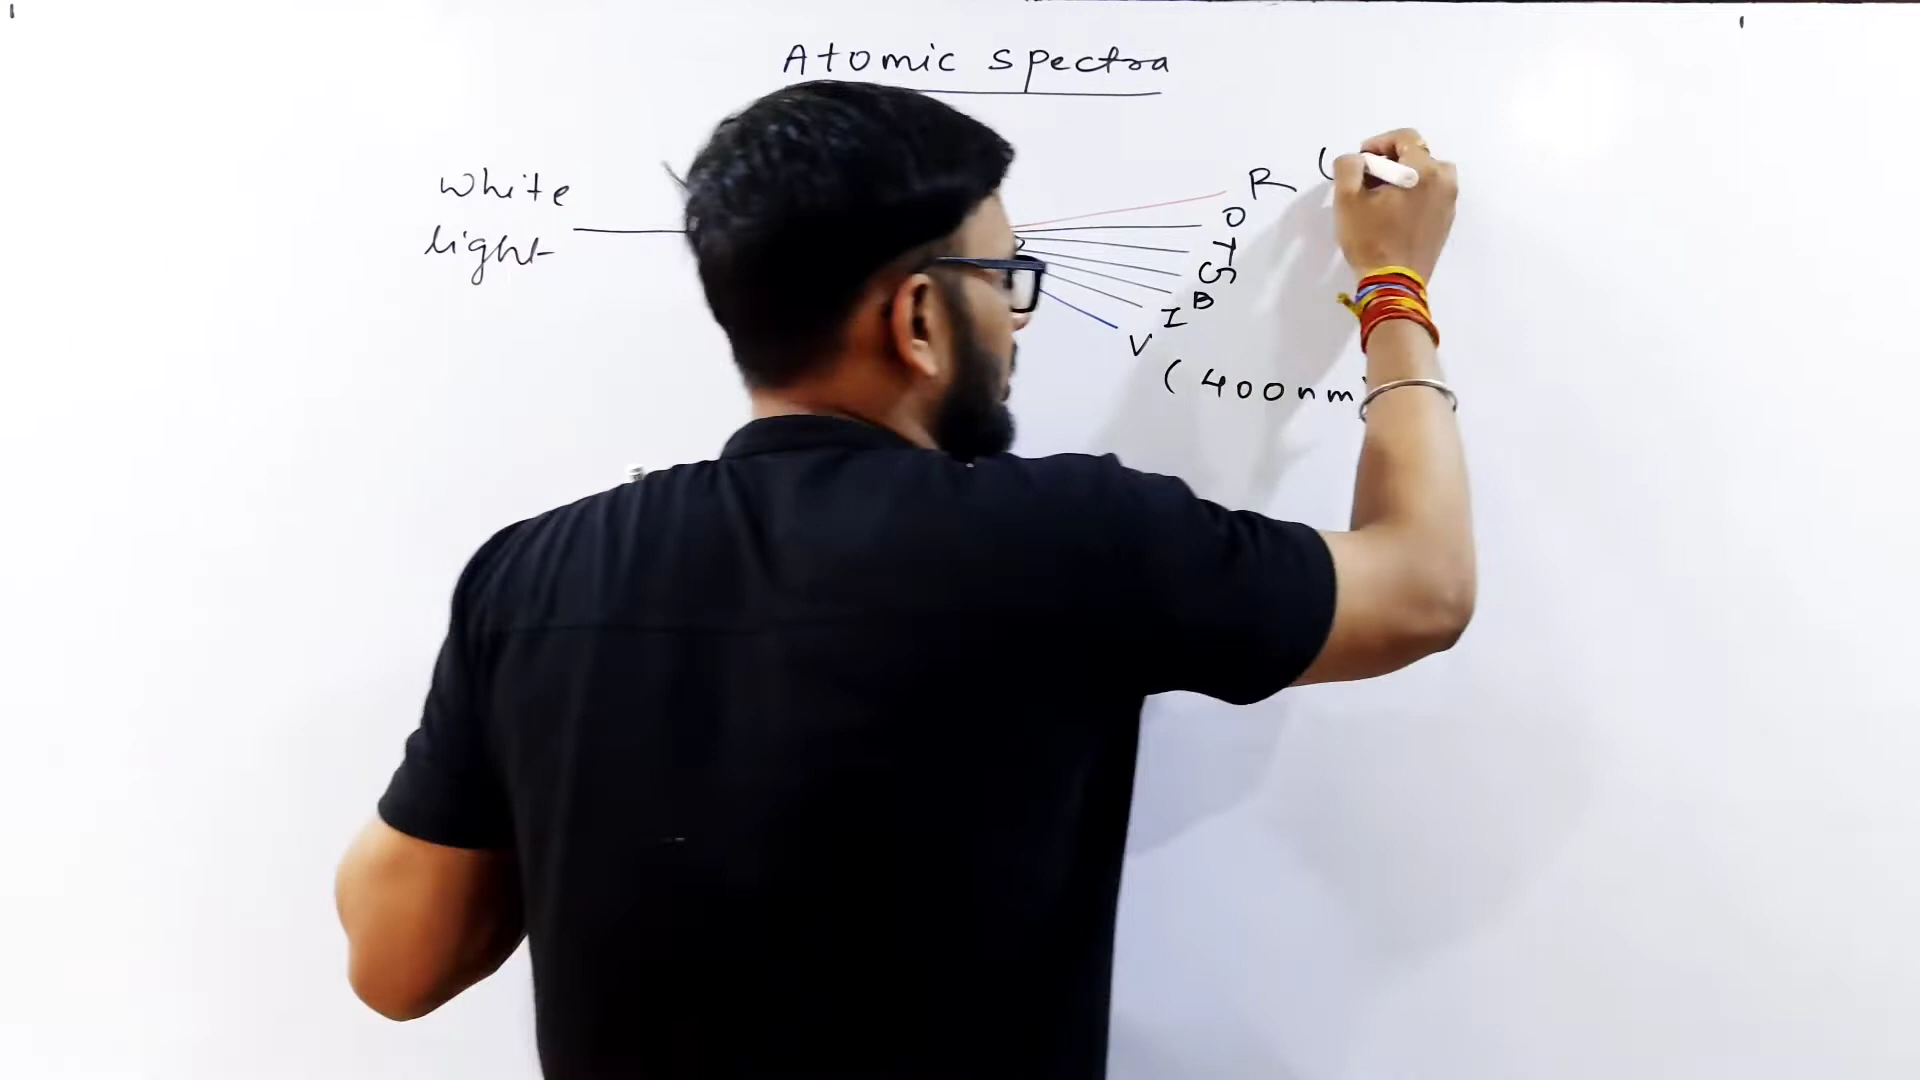 Atomic spectra
White
light
R (
O
Y
G
B
I
V
(400nm)